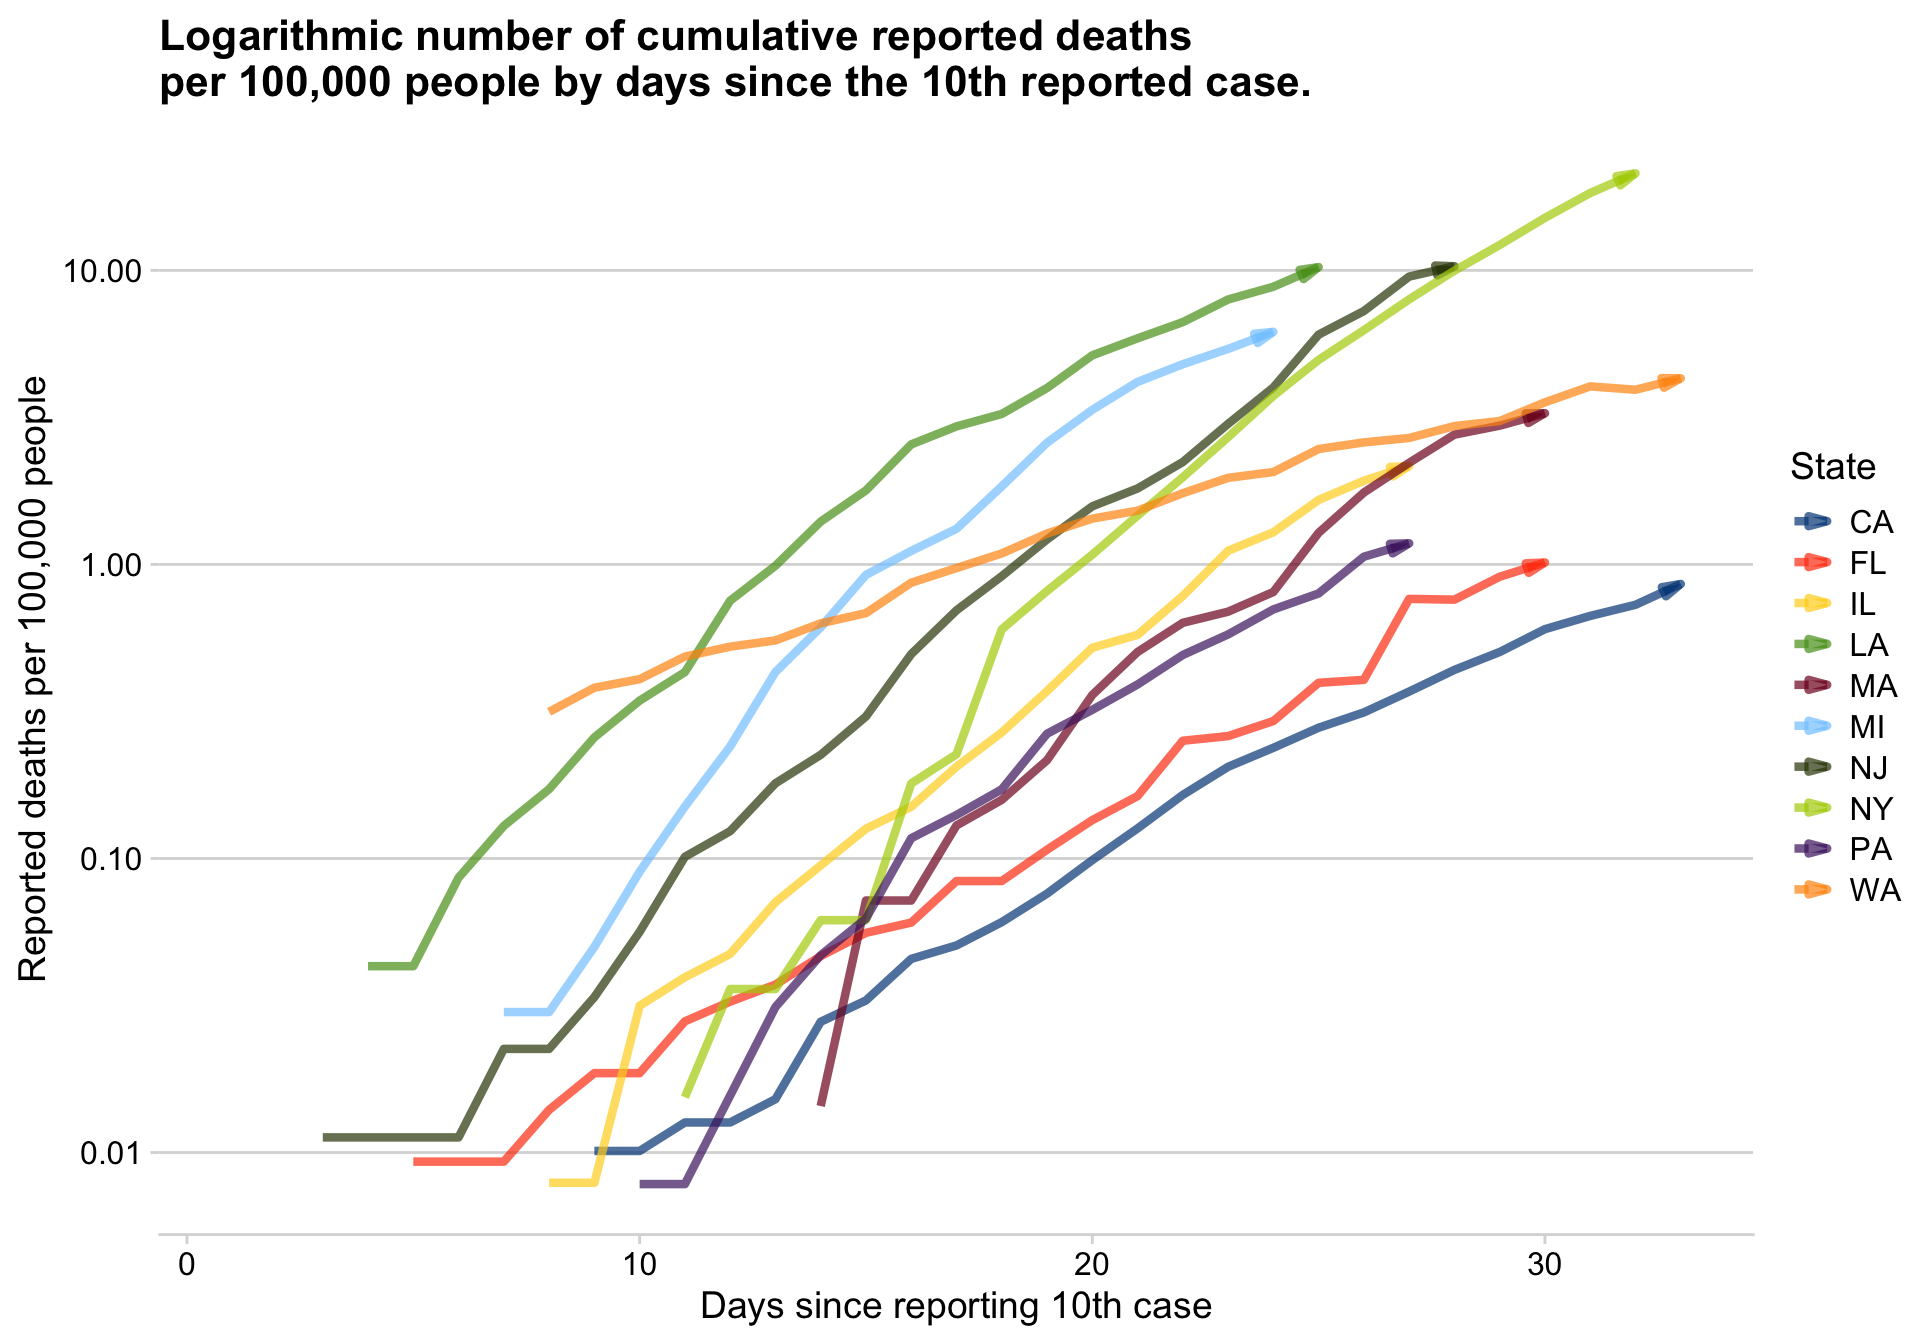 Logarithmic number of cumulative reported deaths
per 100,000 people by days since the 10th reported case.
Reported deaths per 100,000 people
10.00
1.00
0.10
0.01
0
10
20
30
Days since reporting 10th case
State
CA
FL
IL
LA
MA
MI
NJ
NY
PA
WA